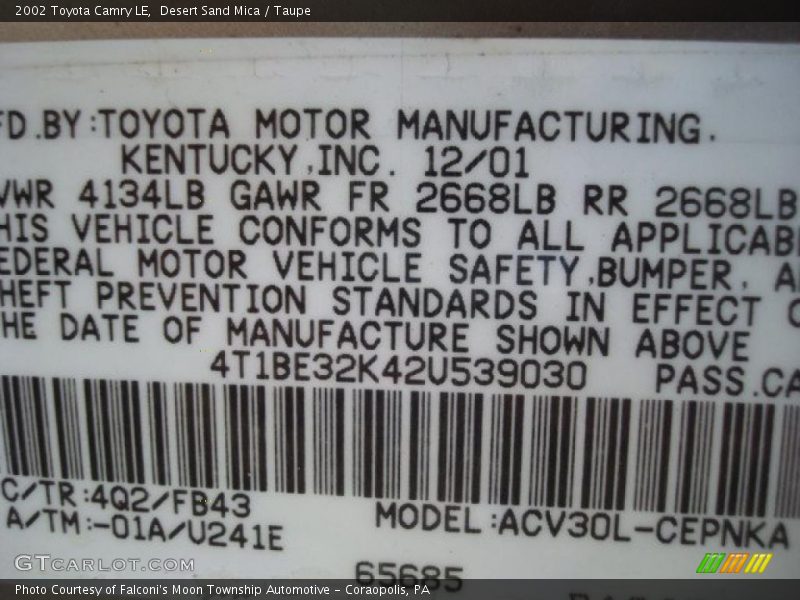 2002 Toyota Camry LE, Desert Sand Mica / Taupe
FD.BY:TOYOTA MOTOR MANUFACTURING.
KENTUCKY,INC. 12/01
VWR 4134LB GAWR FR 2668LB RR 2668LB
HIS VEHICLE CONFORMS TO ALL APPLICAB
EDERAL MOTOR VEHICLE SAFETY,BUMPER, A
HEFT PREVENTION STANDARDS IN EFFECT O
HE DATE OF MANUFACTURE SHOWN ABOVE
4T1BE32K42U539030 PASS.CA
C/TR:4Q2/FB43
A/TM:-01A/U241E
MODEL:ACV30L-CEPNKA
65685
GTCARLOT.COM
Photo Courtesy of Falconi's Moon Township Automotive - Coraopolis, PA